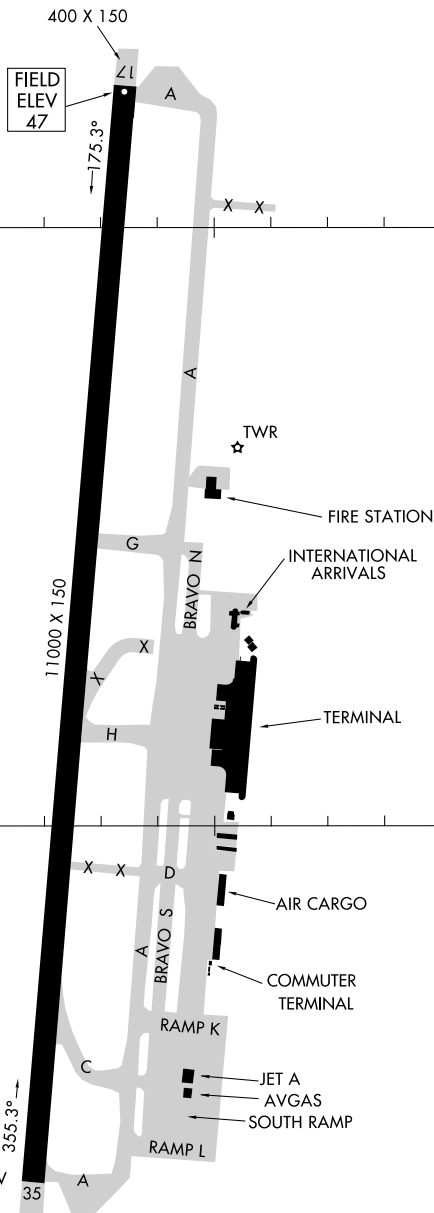 400 X 150
17
FIELD
ELEV
47
A
175.3°
X X
A
TWR
FIRE STATION
G
BRAVO N
INTERNATIONAL
ARRIVALS
11000 X 150
X
X
H
TERMINAL
X X
D
AIR CARGO
A
BRAVO S
COMMUTER
TERMINAL
RAMP K
C
JET A
AVGAS
SOUTH RAMP
355.3°
RAMP L
A
35